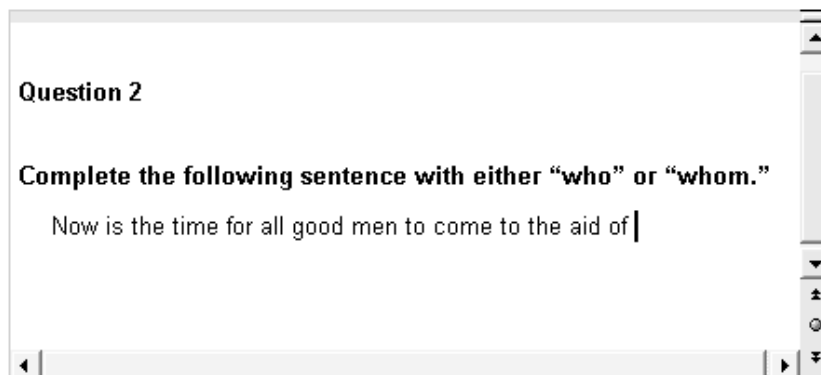 Question 2
Complete the following sentence with either “who” or “whom.”
Now is the time for all good men to come to the aid of